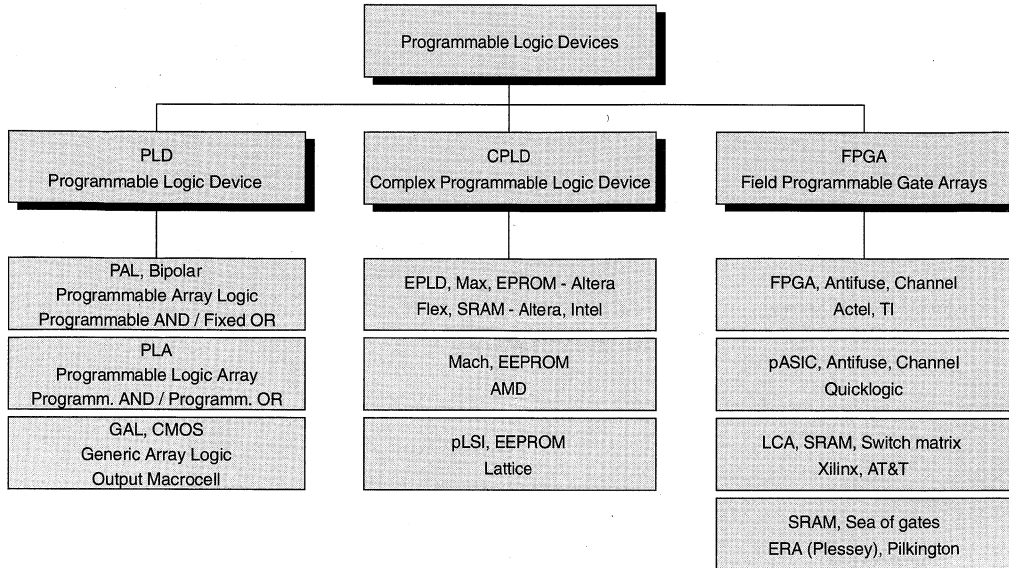 Programmable Logic Devices
PLD
Programmable Logic Device
CPLD
Complex Programmable Logic Device
FPGA
Field Programmable Gate Arrays
PAL, Bipolar
Programmable Array Logic
Programmable AND / Fixed OR
PLA
Programmable Logic Array
Programm. AND / Programm. OR
GAL, CMOS
Generic Array Logic
Output Macrocell
EPLD, Max, EPROM - Altera
Flex, SRAM - Altera, Intel
Mach, EEPROM
AMD
pLSI, EEPROM
Lattice
FPGA, Antifuse, Channel
Actel, TI
pASIC, Antifuse, Channel
Quicklogic
LCA, SRAM, Switch matrix
Xilinx, AT&T
SRAM, Sea of gates
ERA (Plessey), Pilkington